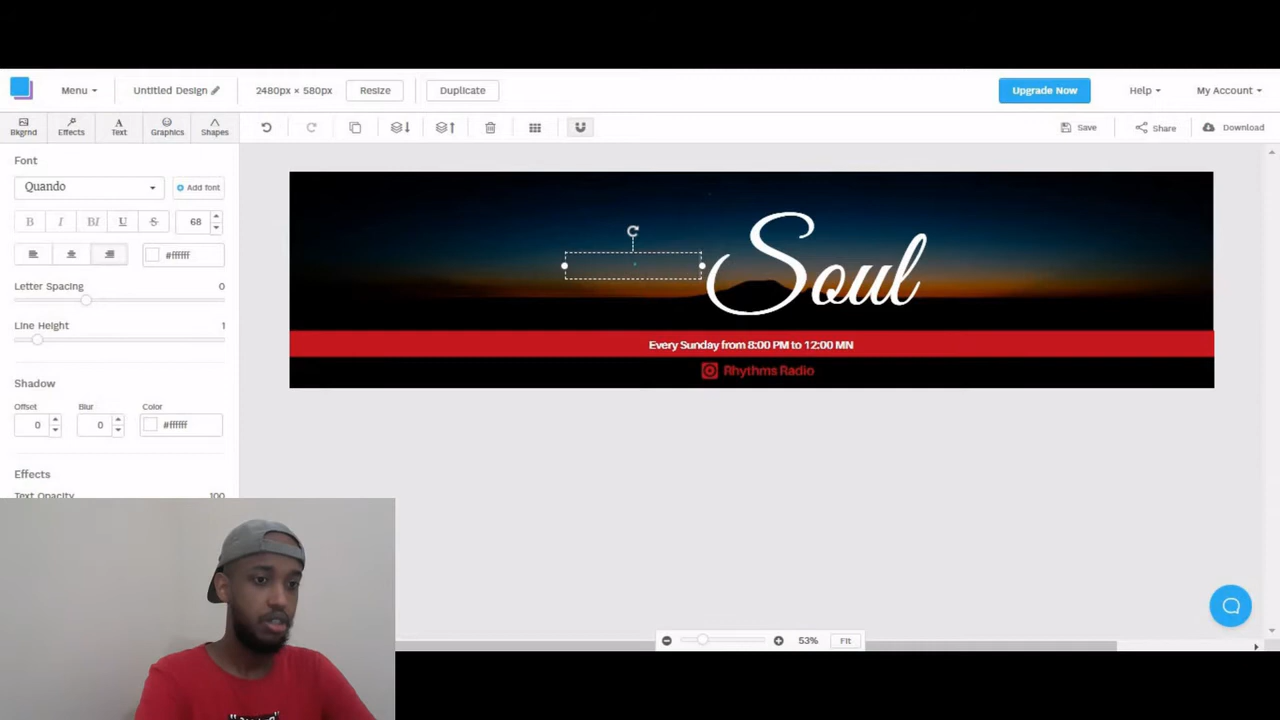 Menu
Untitled Design
2480px × 580px
Resize
Duplicate
Upgrade Now
Help
My Account
Bkgrnd
Effects
Text
Graphics
Shapes
Save
Share
Download
Font
Quando
Add font
B
I
BI
U
S
68
#ffffff
Letter Spacing
0
Line Height
1
Shadow
Offset
Blur
Color
0
0
#ffffff
Effects
Text Opacity
100
Soul
Every Sunday from 8:00 PM to 12:00 MN
Rhythms Radio
53%
Fit